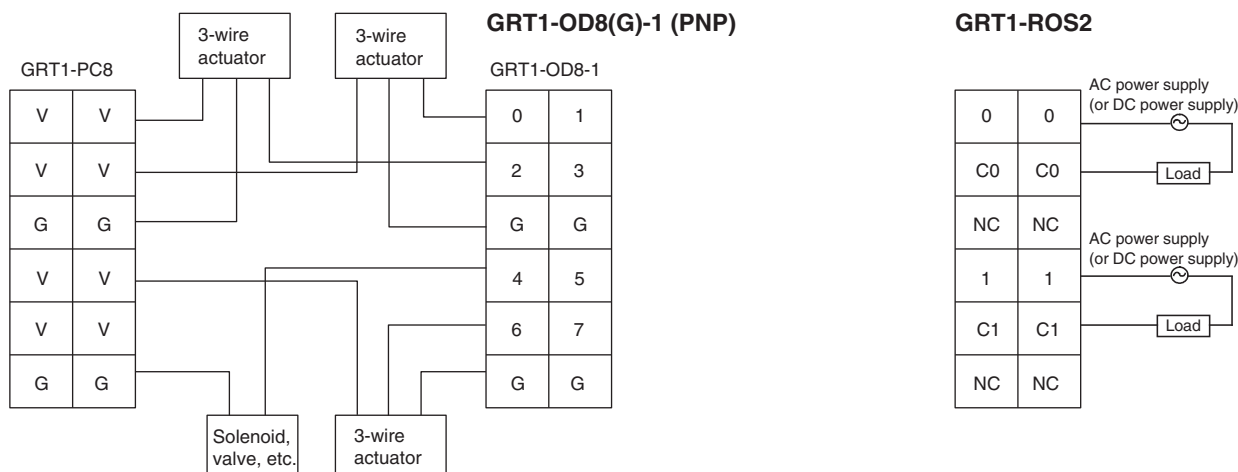 GRT1-OD8(G)-1 (PNP)
GRT1-ROS2
3-wire
actuator
3-wire
actuator
GRT1-PC8
GRT1-OD8-1
V V
V V
G G
V V
V V
G G
0 1
2 3
G G
4 5
6 7
G G
Solenoid,
valve, etc.
3-wire
actuator
0 0
C0 C0
NC NC
1 1
C1 C1
NC NC
AC power supply
(or DC power supply)
Load
AC power supply
(or DC power supply)
Load